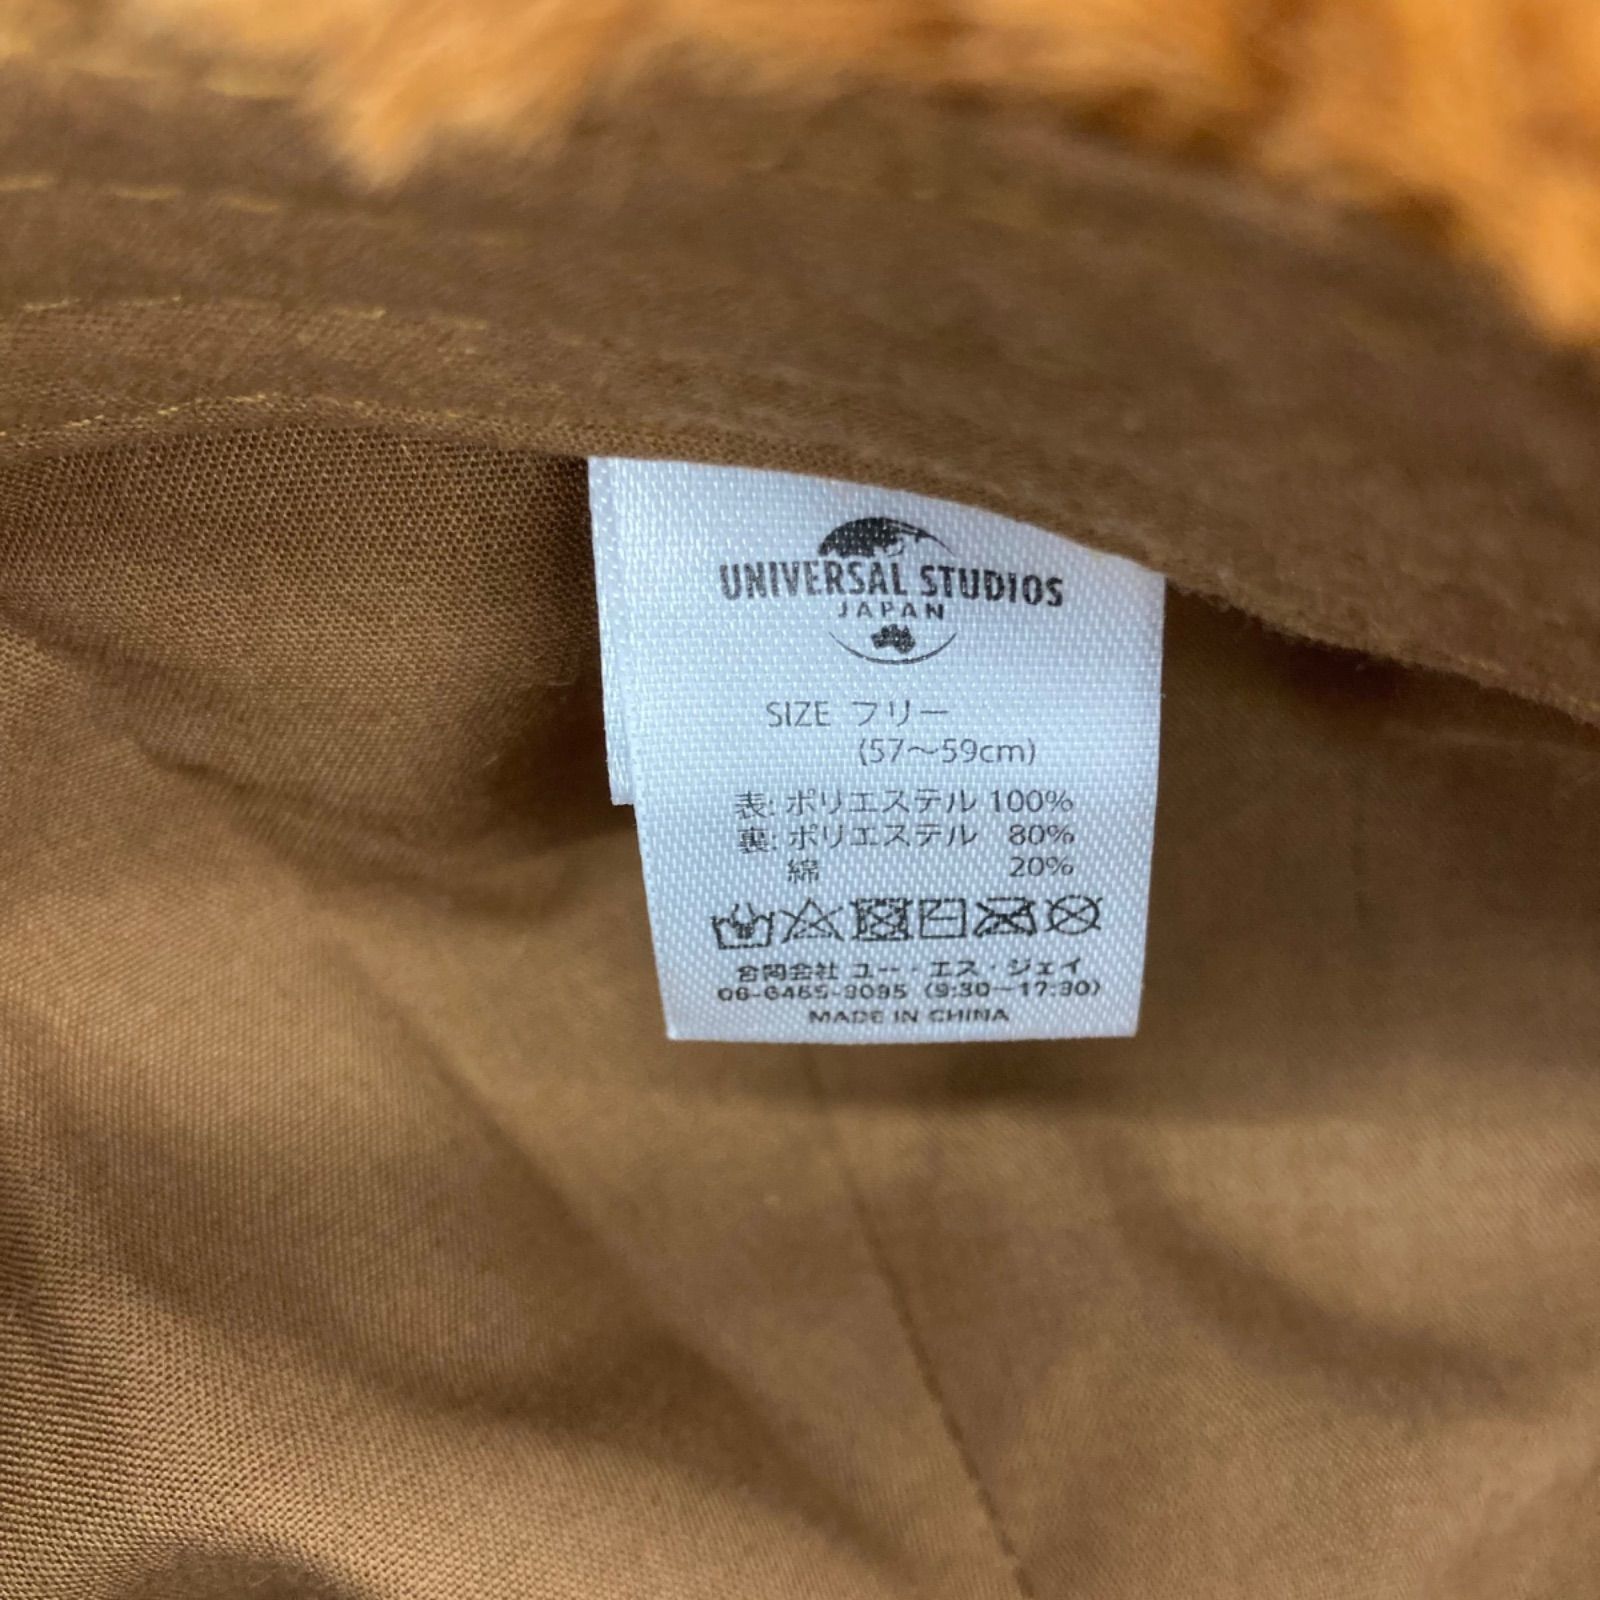 UNIVERSAL STUDIOS
JAPAN
SIZE フリー
(57～59cm)
表: ポリエステル 100%
裏: ポリエステル 80%
綿 20%
合同会社 ユー・エス・ジェイ
06-6465-3095 (9:30～17:30)
MADE IN CHINA